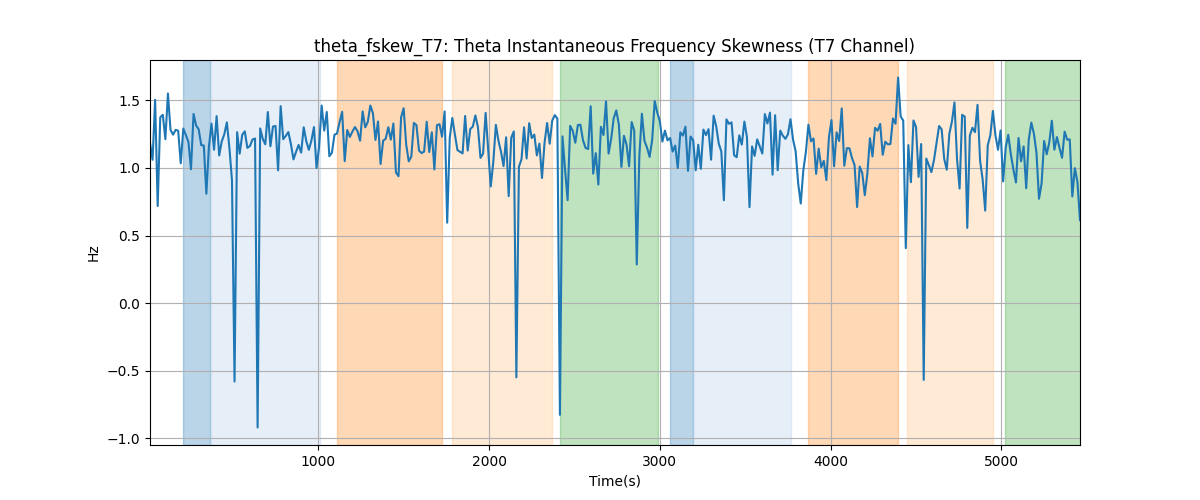 theta_fskew_T7: Theta Instantaneous Frequency Skewness (T7 Channel)
Hz
1.5
1.0
0.5
0.0
−0.5
−1.0
1000 2000 3000 4000 5000
Time(s)